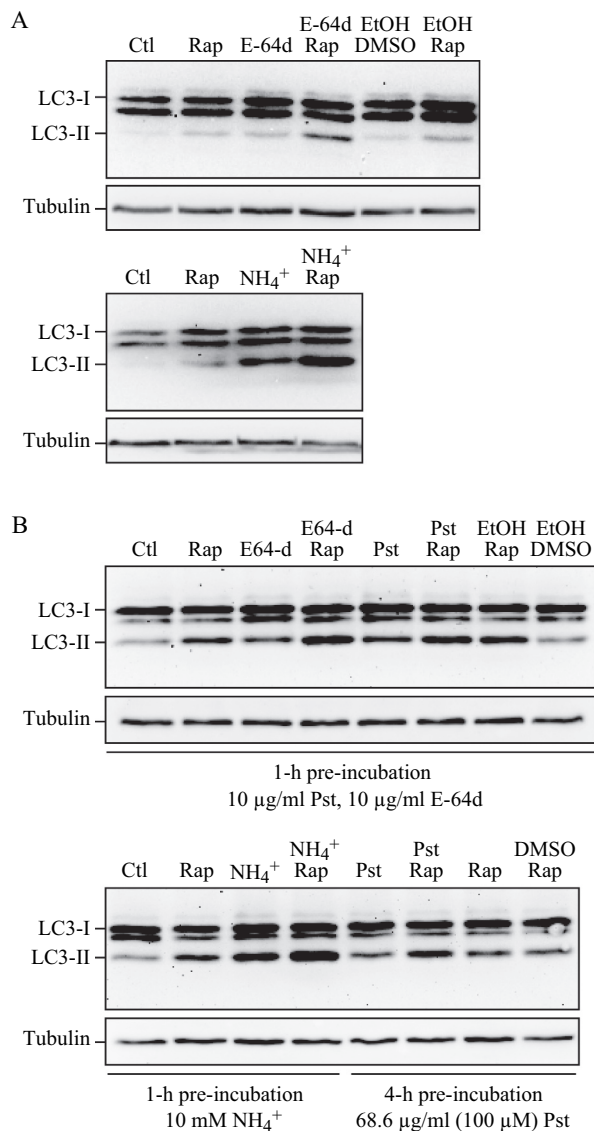 A
Ctl Rap E-64d E-64d Rap EtOH DMSO EtOH Rap
LC3-I
LC3-II
Tubulin
Ctl Rap NH4+ NH4+ Rap
LC3-I
LC3-II
Tubulin
B
Ctl Rap E64-d E64-d Rap Pst Pst Rap EtOH Rap EtOH DMSO
LC3-I
LC3-II
Tubulin
1-h pre-incubation
10 µg/ml Pst, 10 µg/ml E-64d
Ctl Rap NH4+ NH4+ Rap Pst Pst Rap Rap DMSO Rap
LC3-I
LC3-II
Tubulin
1-h pre-incubation
10 mM NH4+
4-h pre-incubation
68.6 µg/ml (100 µM) Pst